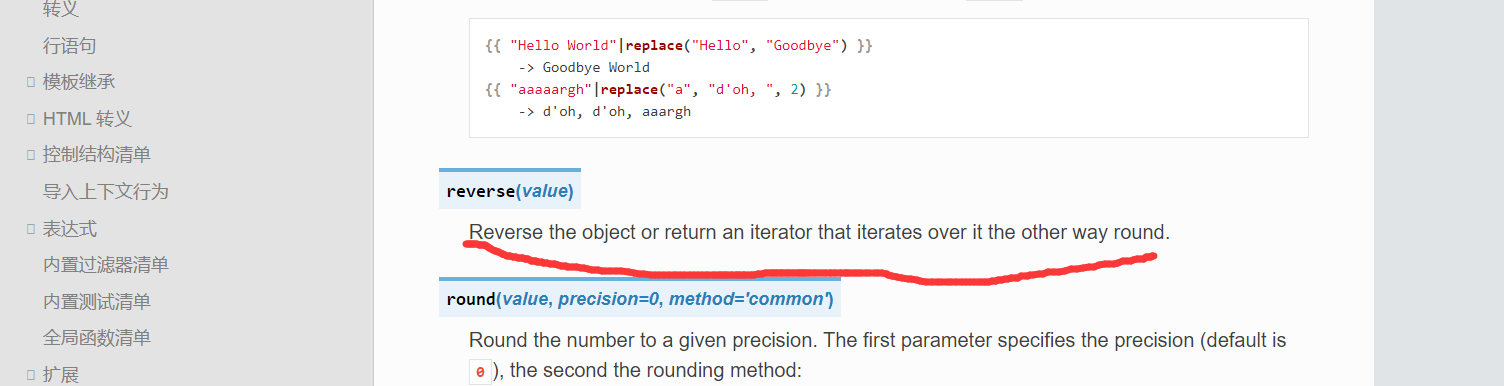 转义
行语句
模板继承
HTML 转义
控制结构清单
导入上下文行为
表达式
内置过滤器清单
内置测试清单
全局函数清单
扩展
{{ "Hello World"|replace("Hello", "Goodbye") }}
-> Goodbye World
{{ "aaaaargh"|replace("a", "d'oh, ", 2) }}
-> d'oh, d'oh, aaargh
reverse(value)
Reverse the object or return an iterator that iterates over it the other way round.
round(value, precision=0, method='common')
Round the number to a given precision. The first parameter specifies the precision (default is
0), the second the rounding method: